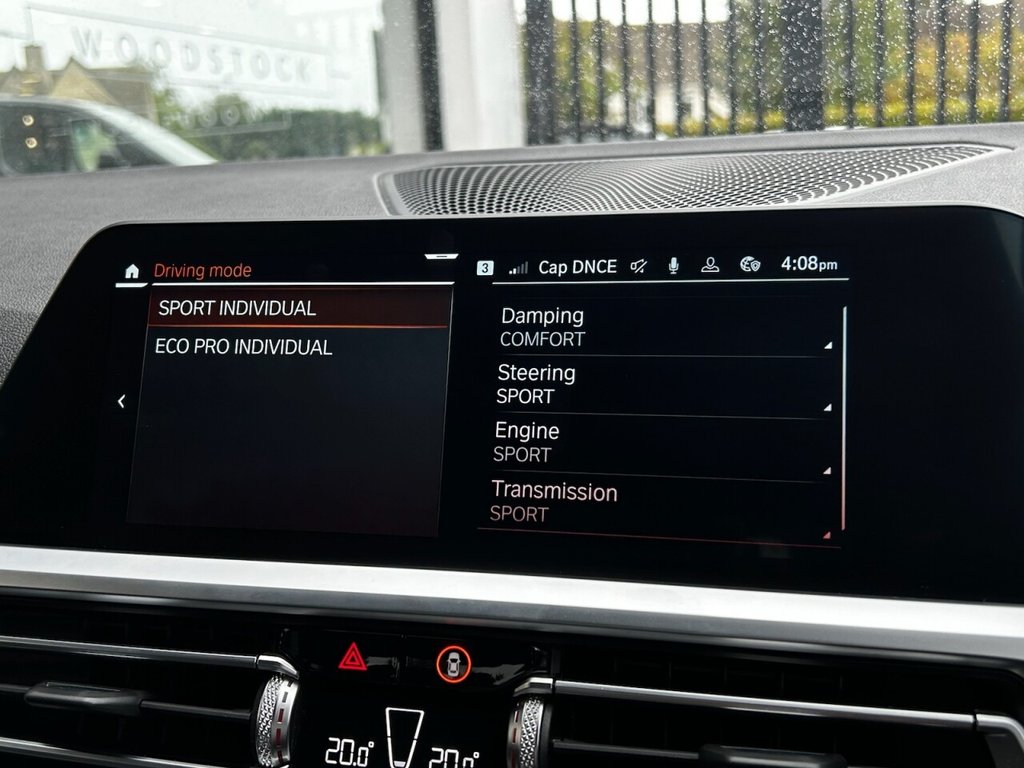 WOODSTOCK
Driving mode
SPORT INDIVIDUAL
ECO PRO INDIVIDUAL
3 Cap DNCE 4:08pm
Damping
COMFORT
Steering
SPORT
Engine
SPORT
Transmission
SPORT
20.0° 20.0°